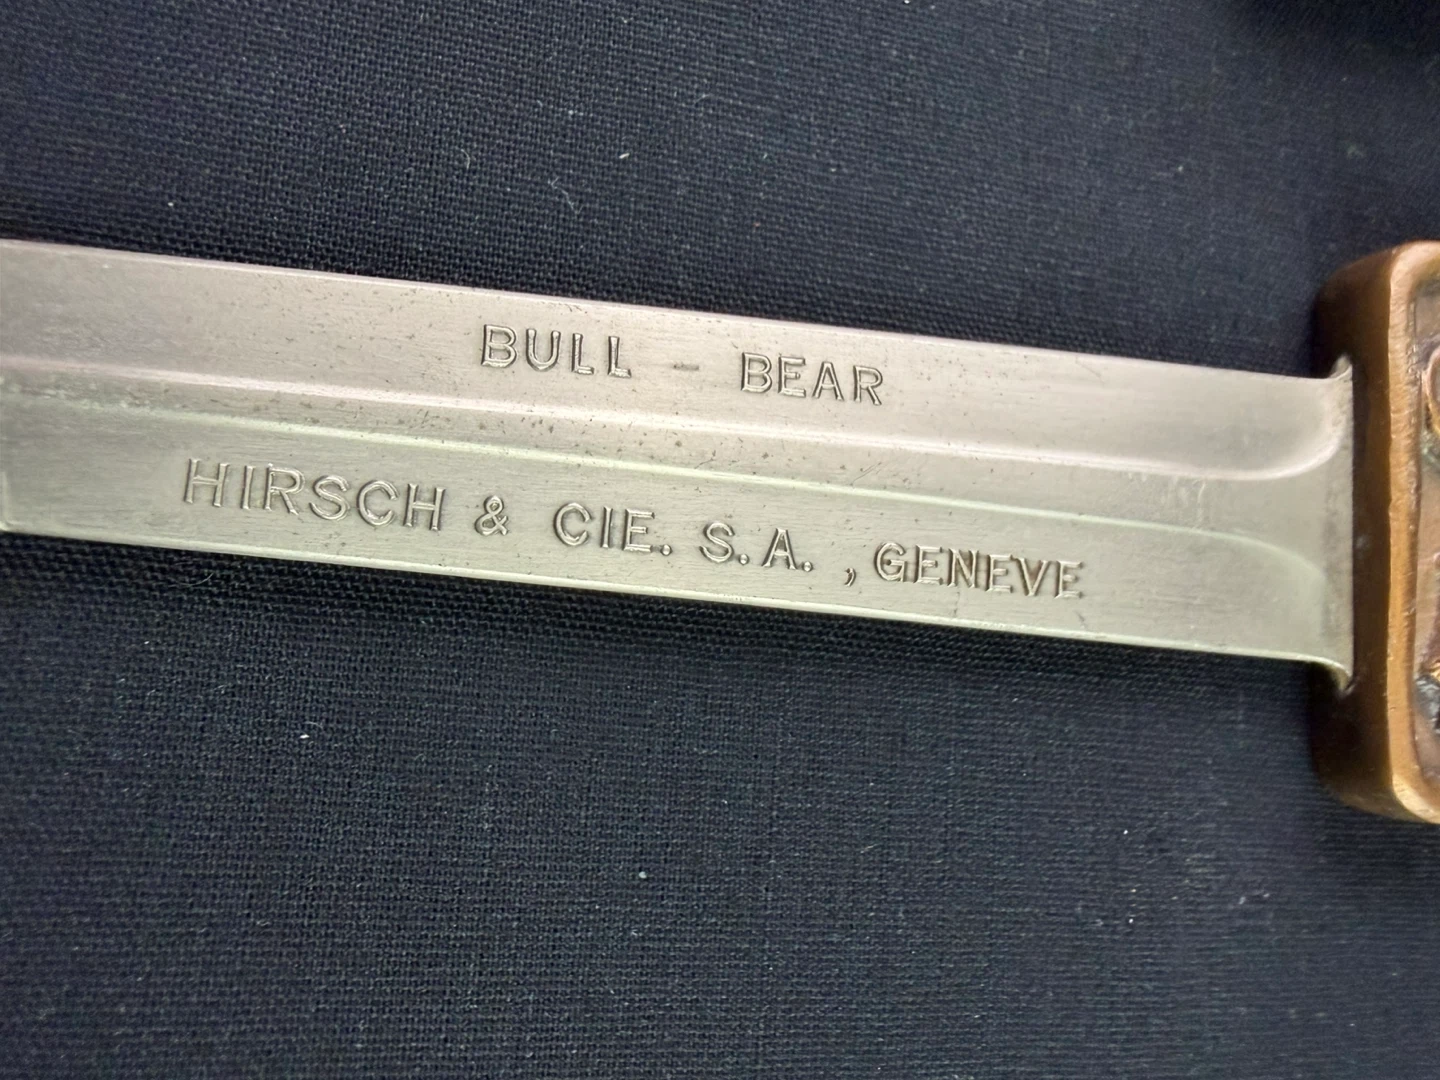 BULL - BEAR
HIRSCH & CIE. S.A., GENEVE